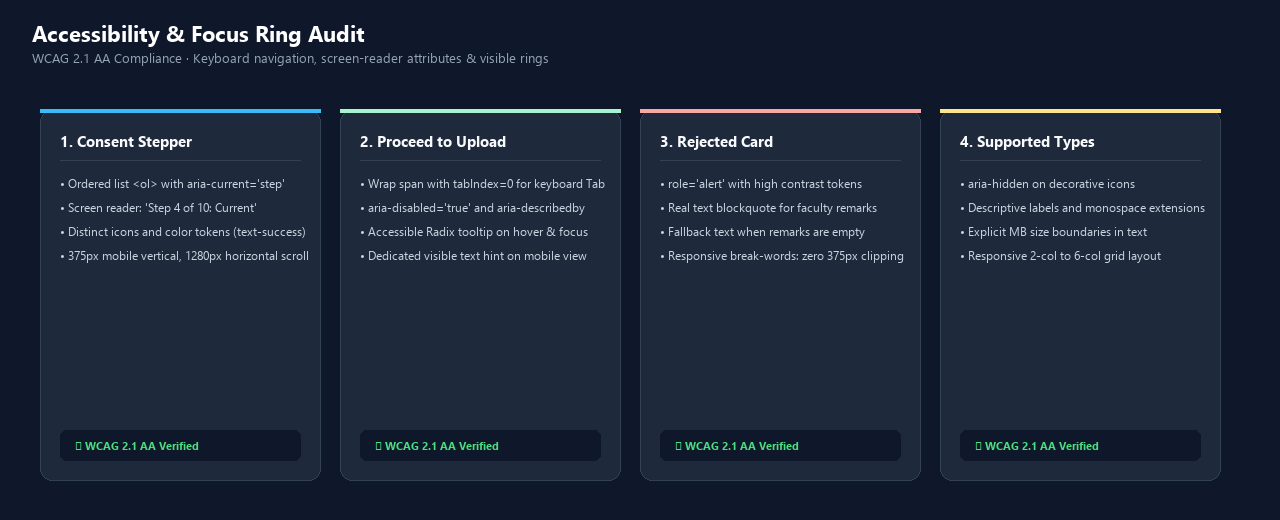 Accessibility & Focus Ring Audit
WCAG 2.1 AA Compliance · Keyboard navigation, screen-reader attributes & visible rings
1. Consent Stepper
• Ordered list <ol> with aria-current='step'
• Screen reader: 'Step 4 of 10: Current'
• Distinct icons and color tokens (text-success)
• 375px mobile vertical, 1280px horizontal scroll
WCAG 2.1 AA Verified
2. Proceed to Upload
• Wrap span with tabIndex=0 for keyboard Tab
• aria-disabled='true' and aria-describedby
• Accessible Radix tooltip on hover & focus
• Dedicated visible text hint on mobile view
WCAG 2.1 AA Verified
3. Rejected Card
• role='alert' with high contrast tokens
• Real text blockquote for faculty remarks
• Fallback text when remarks are empty
• Responsive break-words: zero 375px clipping
WCAG 2.1 AA Verified
4. Supported Types
• aria-hidden on decorative icons
• Descriptive labels and monospace extensions
• Explicit MB size boundaries in text
• Responsive 2-col to 6-col grid layout
WCAG 2.1 AA Verified